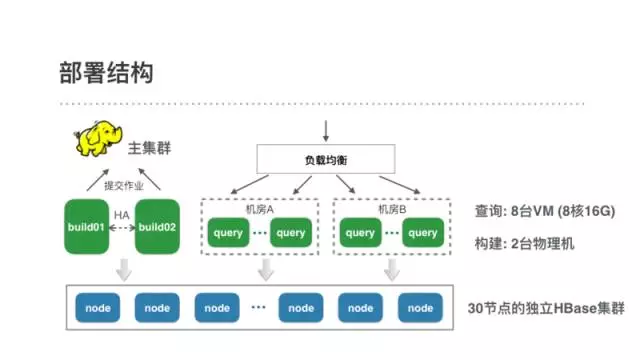 部署结构
主集群
提交作业
build01
HA
build02
负载均衡
机房A
query
...
query
机房B
query
...
query
查询: 8台VM (8核16G)
构建: 2台物理机
node
node
node
...
node
node
node
30节点的独立HBase集群